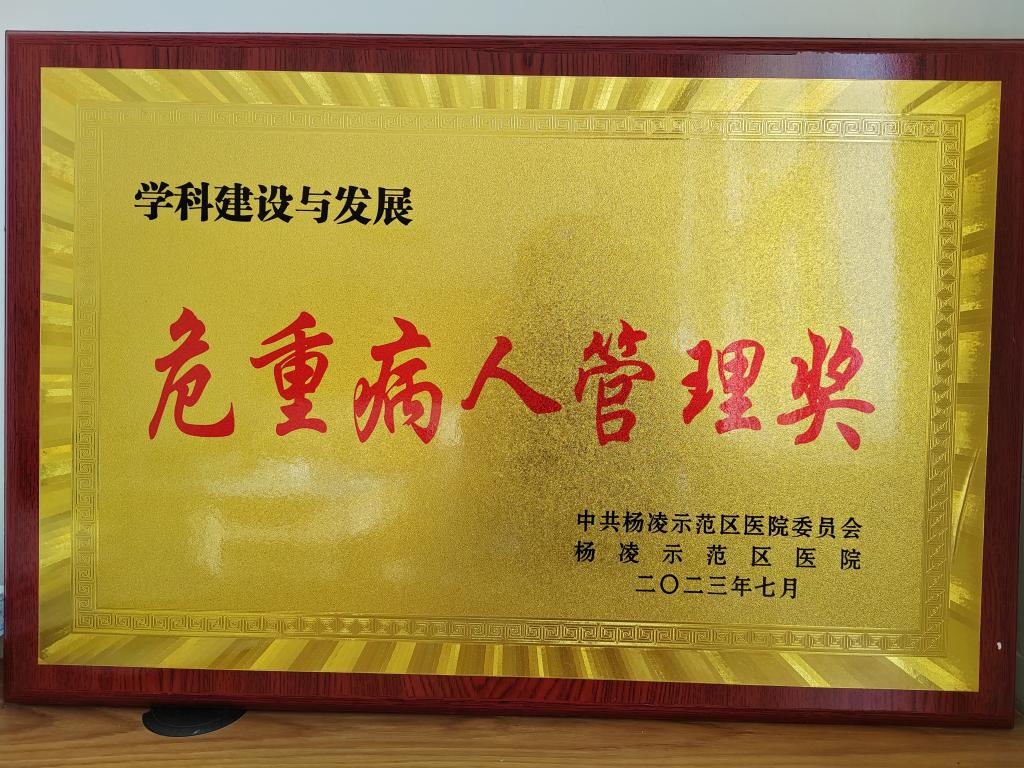 学科建设与发展
危重病人管理奖
中共杨凌示范区医院委员会
杨凌示范区医院
二〇二三年七月